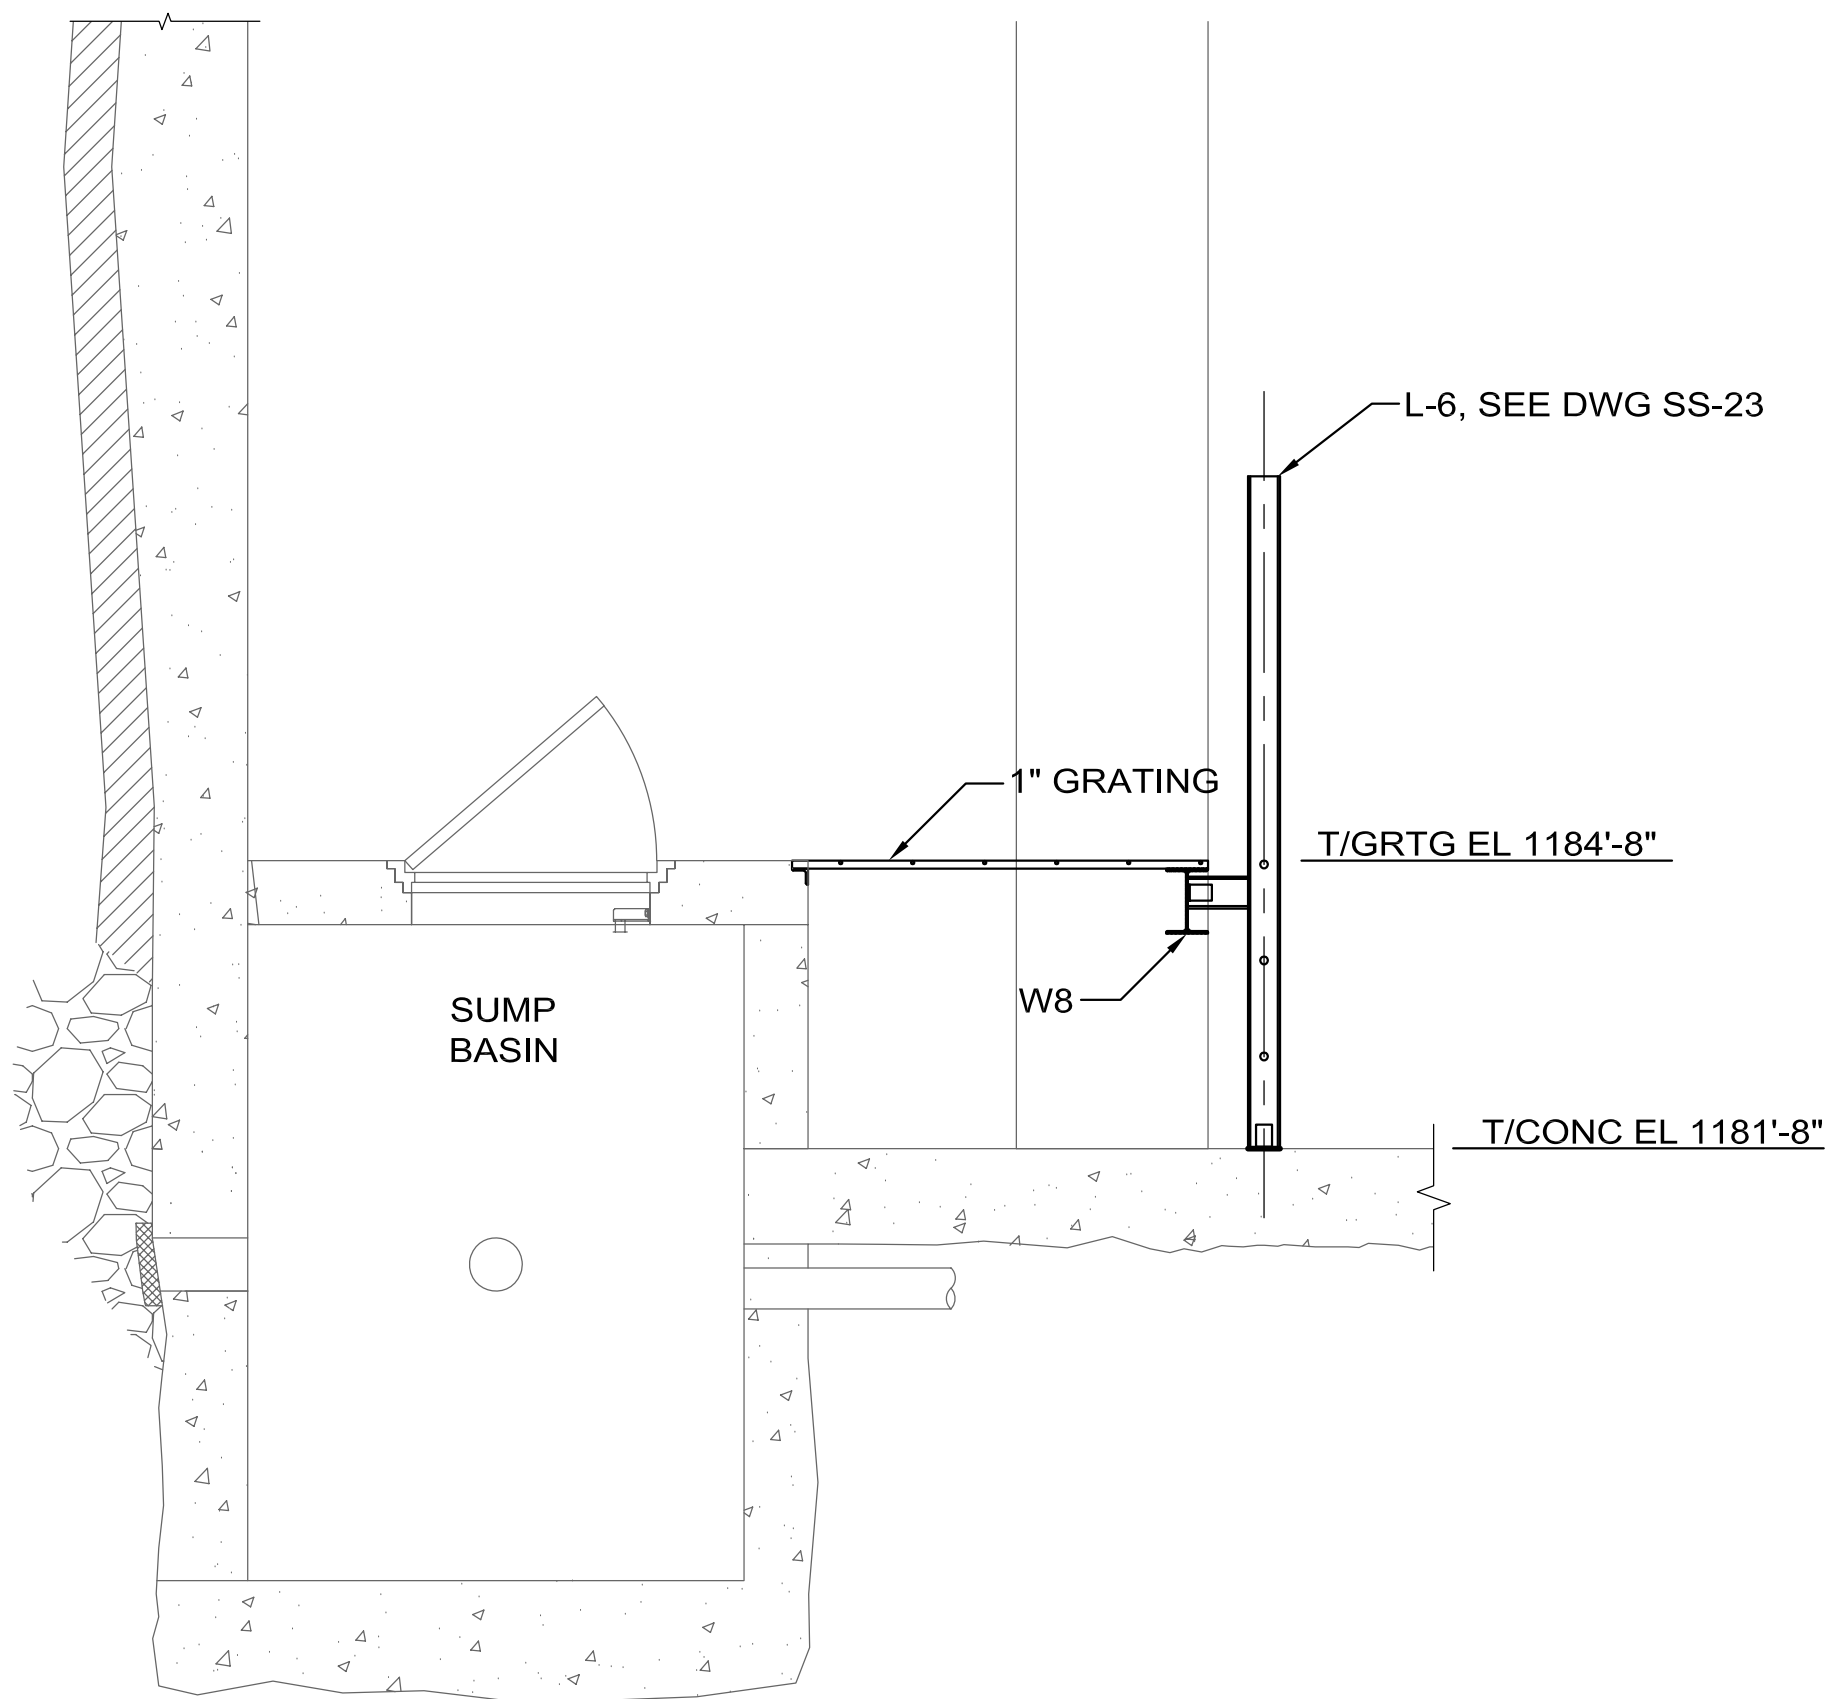 L-6, SEE DWG SS-23
1" GRATING
T/GRTG EL 1184'-8"
W8
SUMP
BASIN
T/CONC EL 1181'-8"